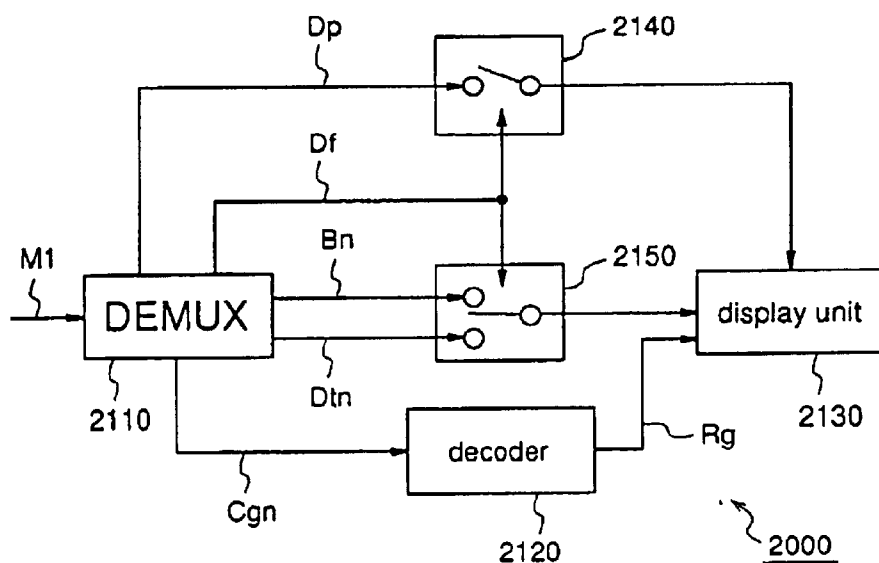 Dp
2140
Df
M1
Bn
2150
DEMUX
display unit
2110
Dtn
decoder
Rg
2130
Cgn
2120
2000